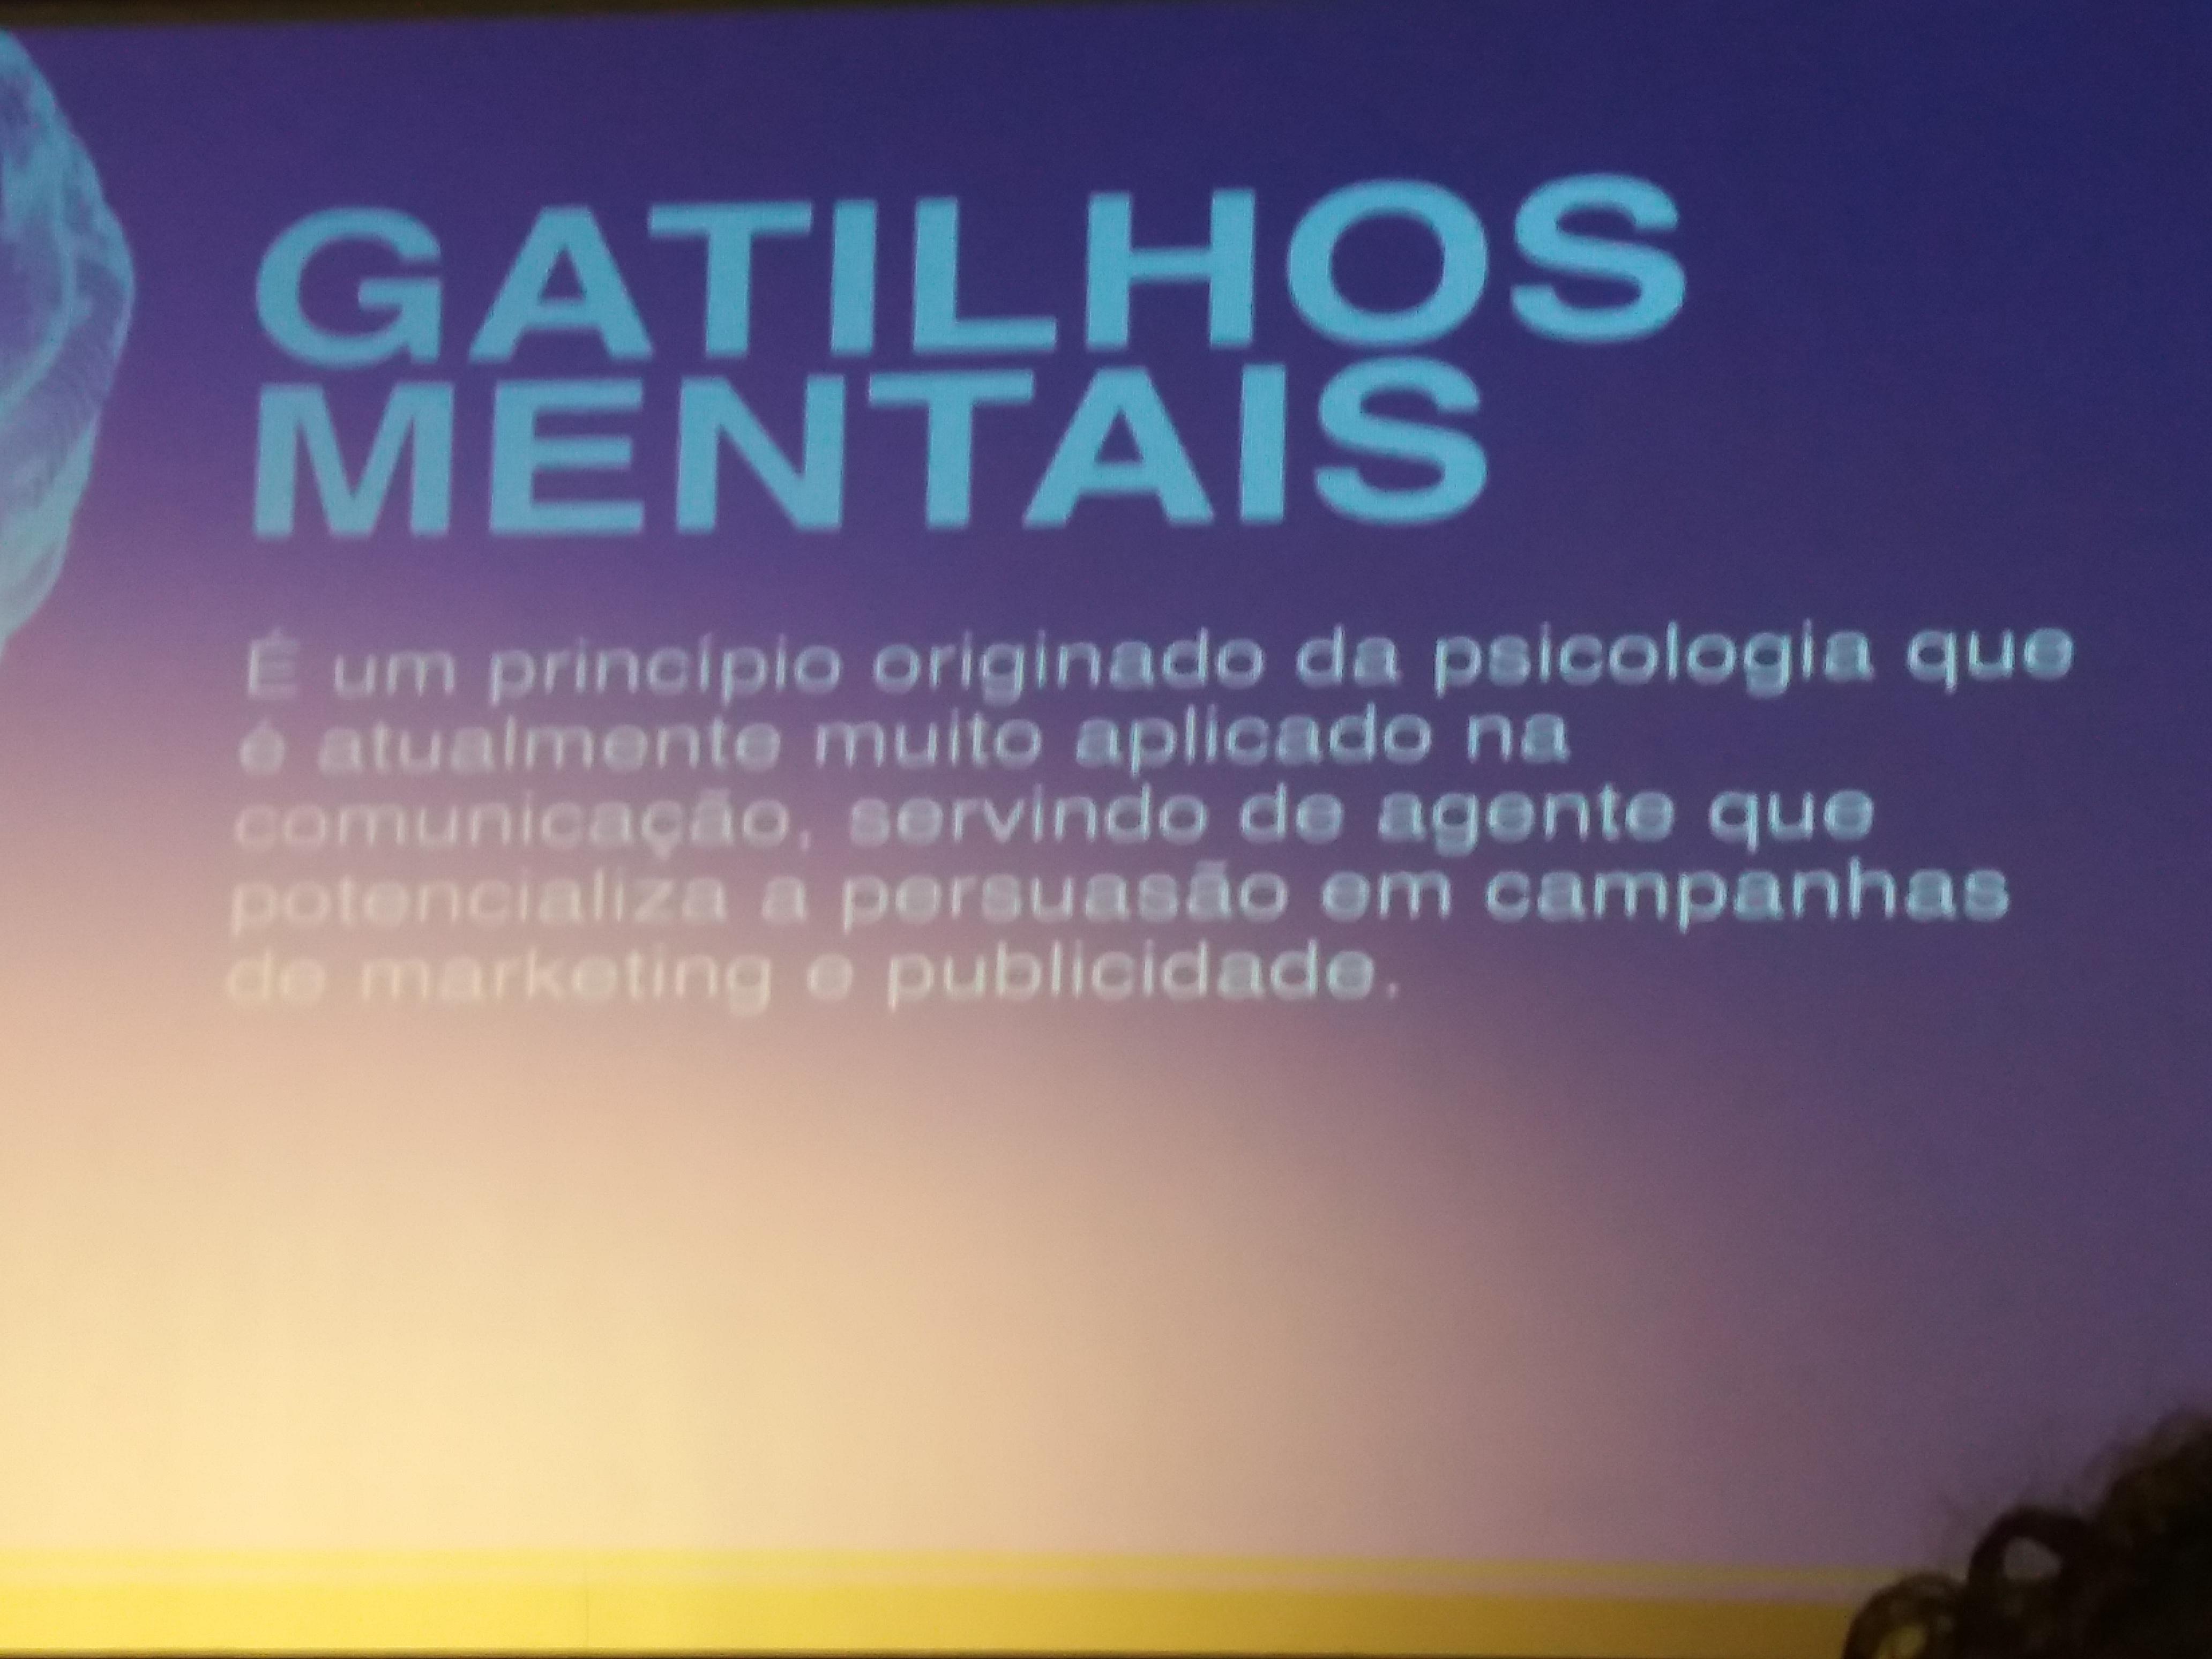 GATILHOS
MENTAIS
É um princípio originado da psicologia que
é atualmente muito aplicado na
comunicação, servindo de agente que
potencializa a persuasão em campanhas
de marketing e publicidade.